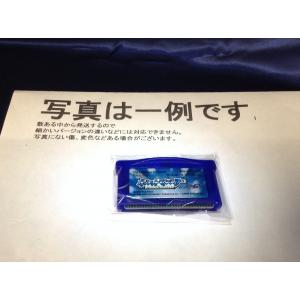 写真は一例です
数ある中から発送するので
細かいバージョンの違いなどには対応できません。
写真にない傷、変色などある場合がございます。